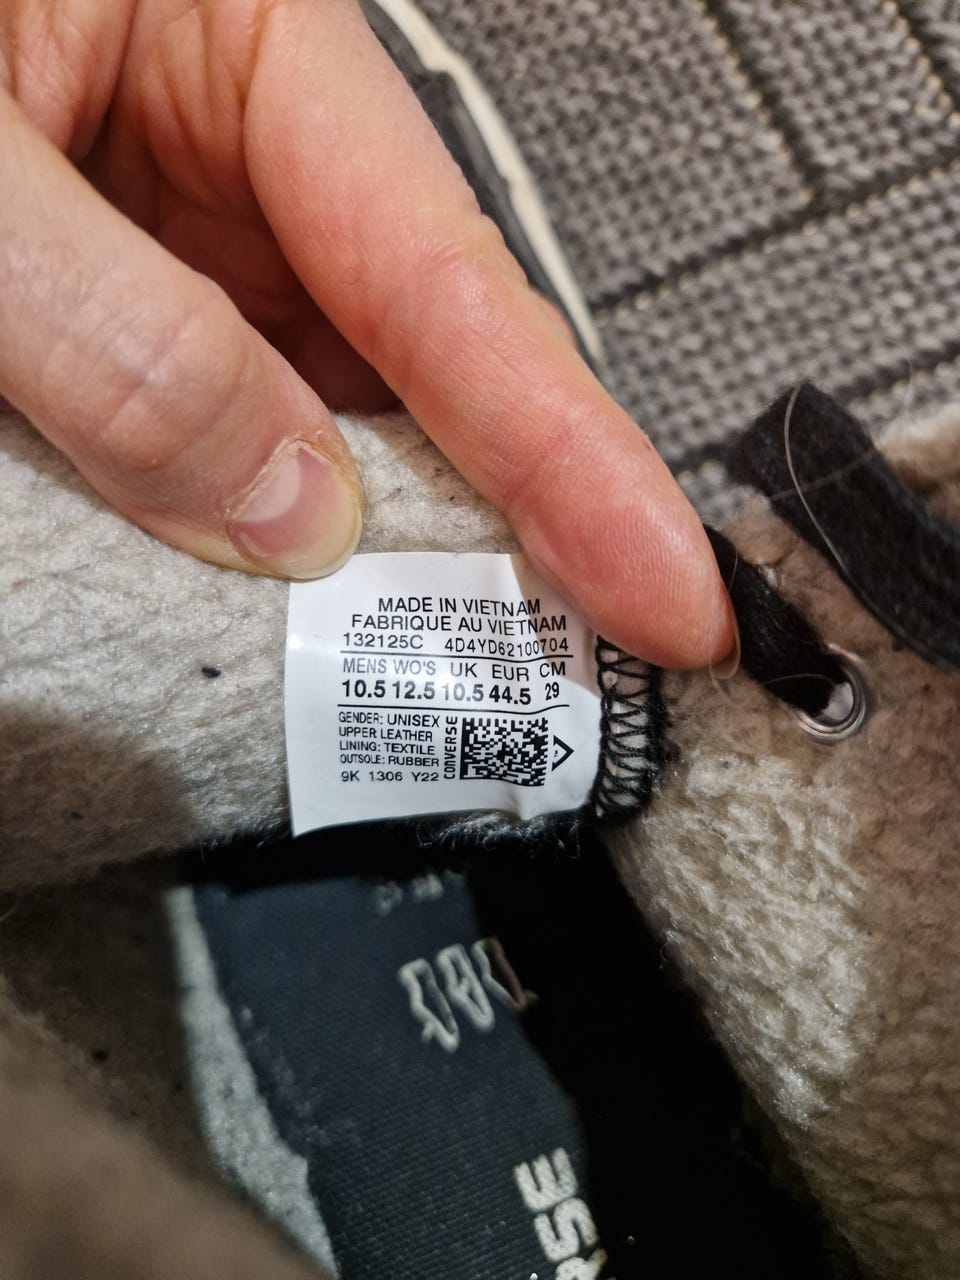 MADE IN VIETNAM
FABRIQUE AU VIETNAM
132125C 4D4YD62100704
MENS WO'S UK EUR CM
10.5 12.5 10.5 44.5 29
GENDER: UNISEX
UPPER LEATHER
LINING: TEXTILE
OUTSOLE: RUBBER
9K 1306 Y22
CONVERSE
RSE